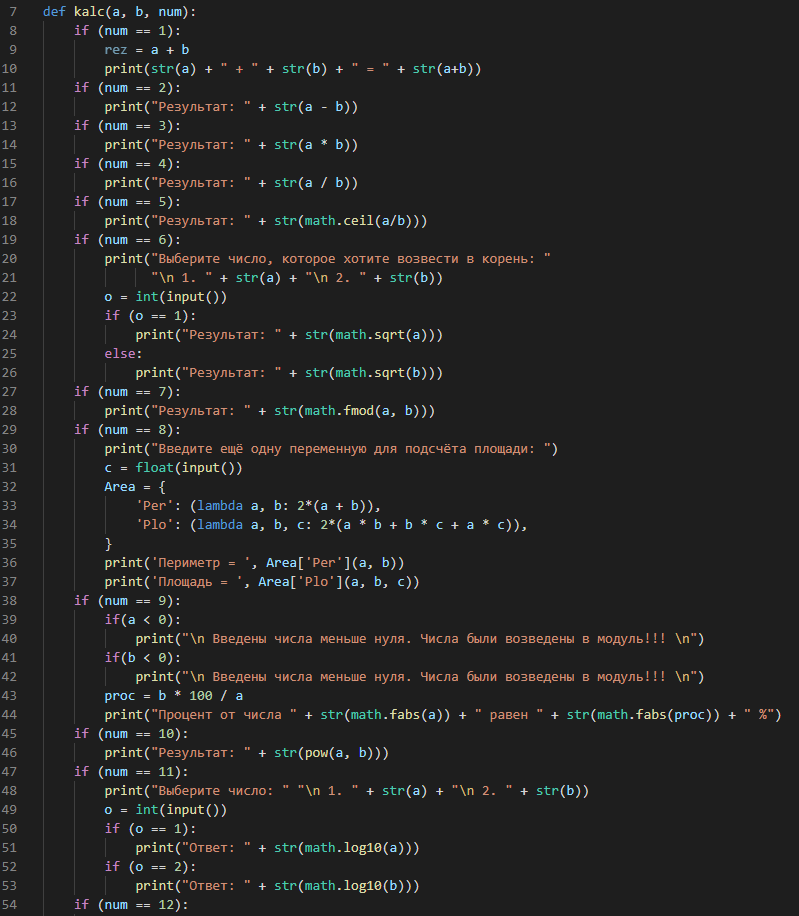 7 def kalc(a, b, num):
8     if (num == 1):
9         rez = a + b
10         print(str(a) + " + " + str(b) + " = " + str(a+b))
11     if (num == 2):
12         print("Результат: " + str(a - b))
13     if (num == 3):
14         print("Результат: " + str(a * b))
15     if (num == 4):
16         print("Результат: " + str(a / b))
17     if (num == 5):
18         print("Результат: " + str(math.ceil(a/b)))
19     if (num == 6):
20         print("Выберите число, которое хотите возвести в корень: "
21               "\n 1. " + str(a) + "\n 2. " + str(b))
22         o = int(input())
23         if (o == 1):
24             print("Результат: " + str(math.sqrt(a)))
25         else:
26             print("Результат: " + str(math.sqrt(b)))
27     if (num == 7):
28         print("Результат: " + str(math.fmod(a, b)))
29     if (num == 8):
30         print("Введите ещё одну переменную для подсчёта площади: ")
31         c = float(input())
32         Area = {
33             'Per': (lambda a, b: 2*(a + b)),
34             'Plo': (lambda a, b, c: 2*(a * b + b * c + a * c)),
35         }
36         print('Периметр = ', Area['Per'](a, b))
37         print('Площадь = ', Area['Plo'](a, b, c))
38     if (num == 9):
39         if(a < 0):
40             print("\n Введены числа меньше нуля. Числа были возведены в модуль!!! \n")
41         if(b < 0):
42             print("\n Введены числа меньше нуля. Числа были возведены в модуль!!! \n")
43         proc = b * 100 / a
44         print("Процент от числа " + str(math.fabs(a)) + " равен " + str(math.fabs(proc)) + " %")
45     if (num == 10):
46         print("Результат: " + str(pow(a, b)))
47     if (num == 11):
48         print("Выберите число: " "\n 1. " + str(a) + "\n 2. " + str(b))
49         o = int(input())
50         if (o == 1):
51             print("Ответ: " + str(math.log10(a)))
52         if (o == 2):
53             print("Ответ: " + str(math.log10(b)))
54     if (num == 12):